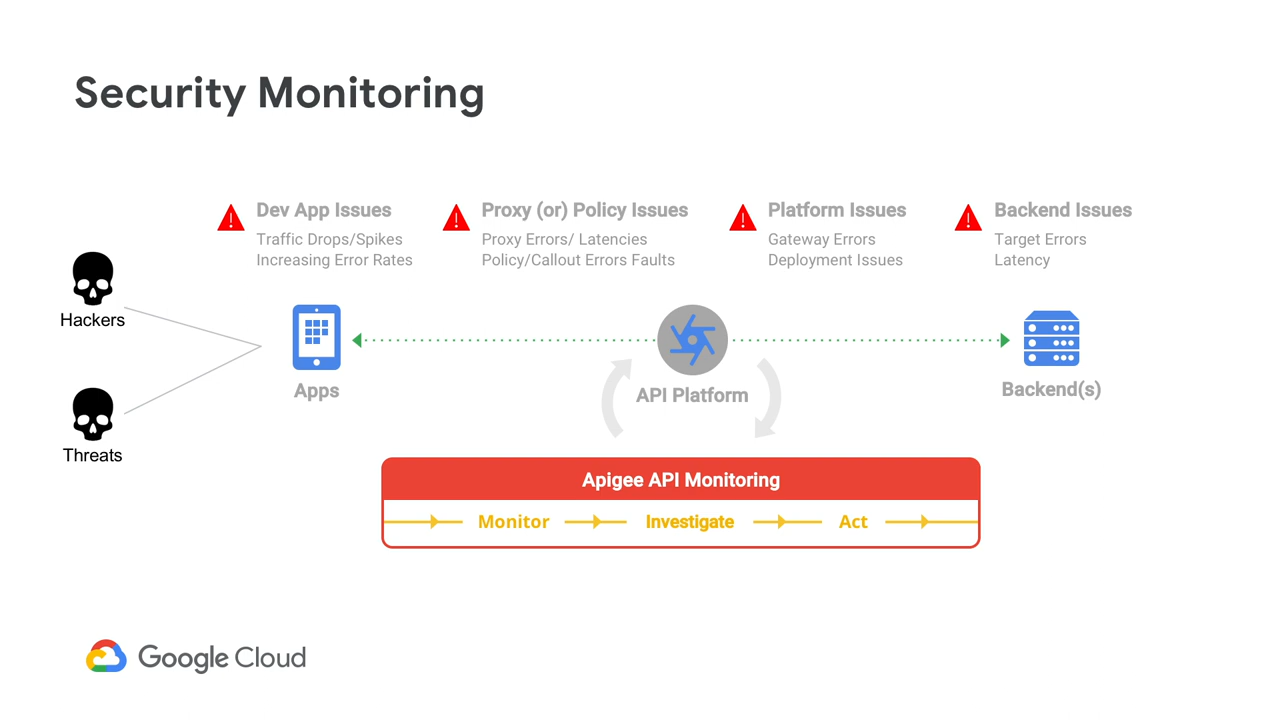 Security Monitoring
Dev App Issues
Traffic Drops/Spikes
Increasing Error Rates
Proxy (or) Policy Issues
Proxy Errors/ Latencies
Policy/Callout Errors Faults
Platform Issues
Gateway Errors
Deployment Issues
Backend Issues
Target Errors
Latency
Hackers
Threats
Apps
API Platform
Backend(s)
Apigee API Monitoring
Monitor
Investigate
Act
Google Cloud